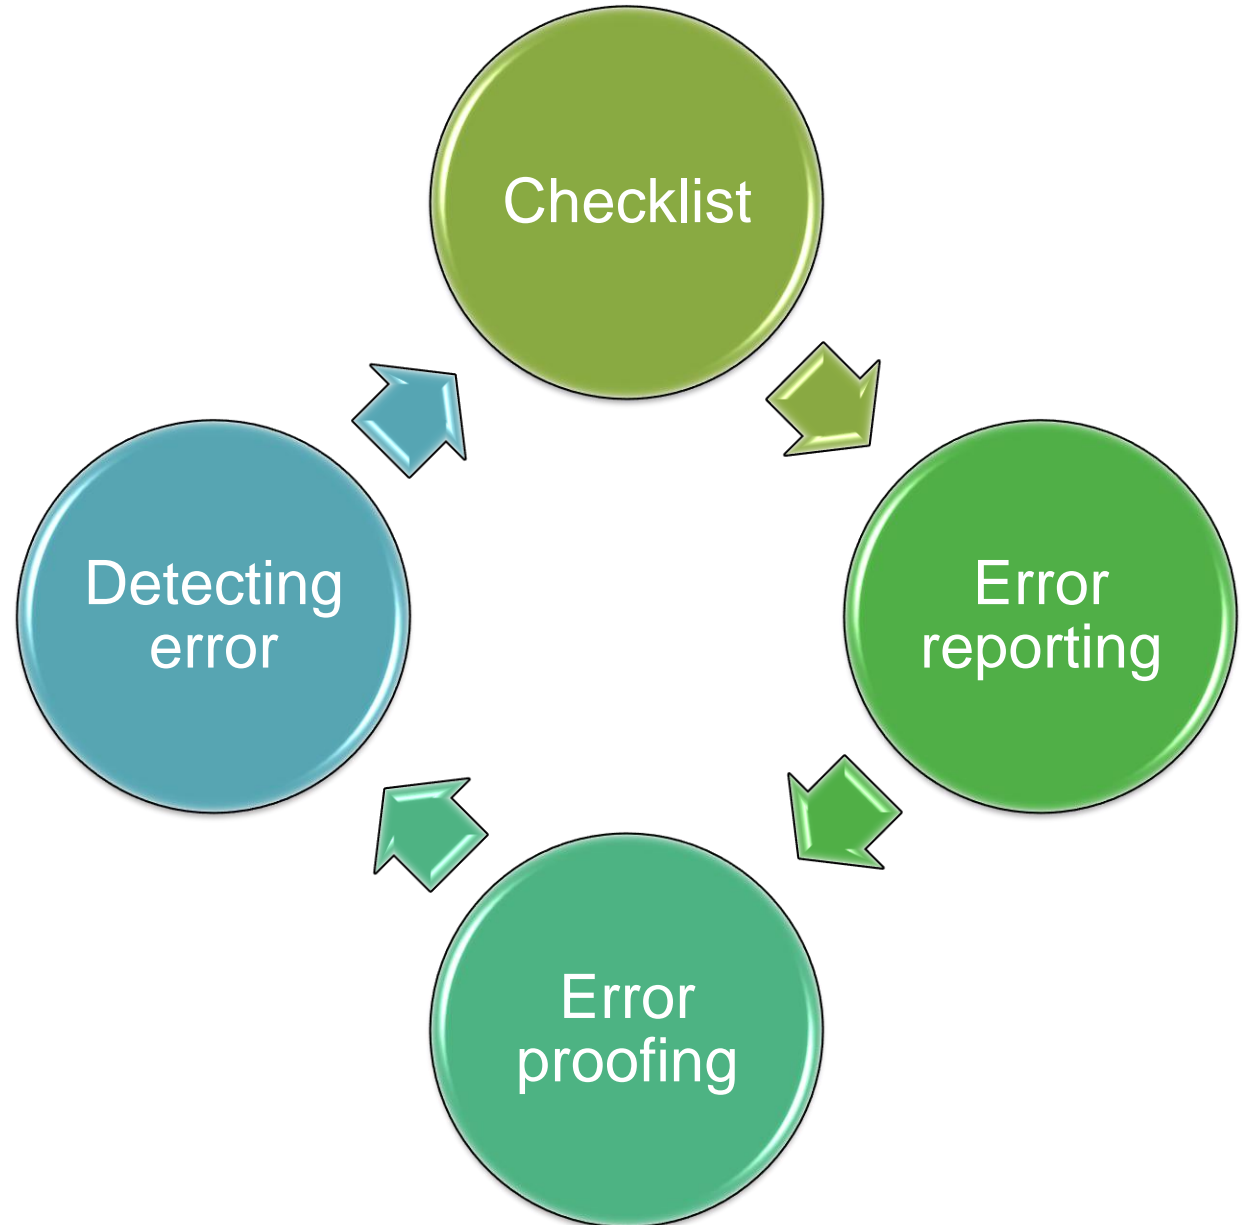 Checklist
Error
reporting
Error
proofing
Detecting
error